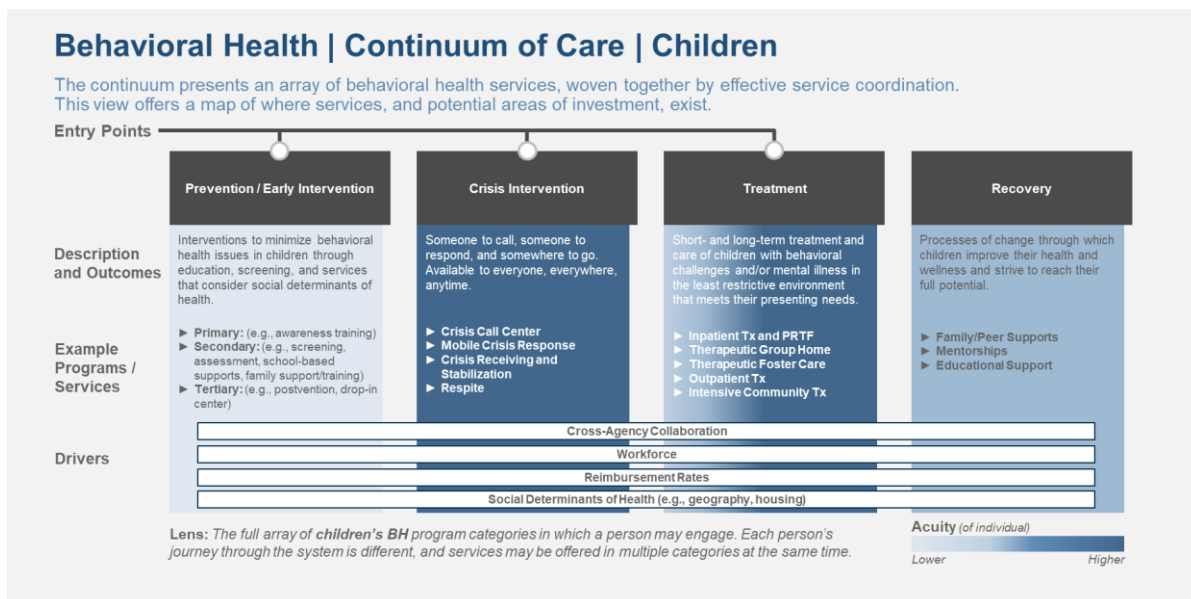 Behavioral Health | Continuum of Care | Children
The continuum presents an array of behavioral health services, woven together by effective service coordination.
This view offers a map of where services, and potential areas of investment, exist.
Entry Points
Prevention / Early Intervention
Crisis Intervention
Treatment
Recovery
Description
and Outcomes
Interventions to minimize behavioral
health issues in children through
education, screening, and services
that consider social determinants of
health.
Someone to call, someone to
respond, and somewhere to go.
Available to everyone, everywhere,
anytime.
Short- and long-term treatment and
care of children with behavioral
challenges and/or mental illness in
the least restrictive environment
that meets their presenting needs.
Processes of change through which
children improve their health and
wellness and strive to reach their
full potential.
Example
Programs /
Services
► Primary: (e.g., awareness training)
► Secondary: (e.g., screening,
assessment, school-based
supports, family support/training)
► Tertiary: (e.g., postvention, drop-in
center)
► Crisis Call Center
► Mobile Crisis Response
► Crisis Receiving and
Stabilization
► Respite
► Inpatient Tx and PRTF
► Therapeutic Group Home
► Therapeutic Foster Care
► Outpatient Tx
► Intensive Community Tx
► Family/Peer Supports
► Mentorships
► Educational Support
Drivers
Cross-Agency Collaboration
Workforce
Reimbursement Rates
Social Determinants of Health (e.g., geography, housing)
Lens: The full array of children's BH program categories in which a person may engage. Each person's
journey through the system is different, and services may be offered in multiple categories at the same time.
Acuity (of individual)
Lower
Higher